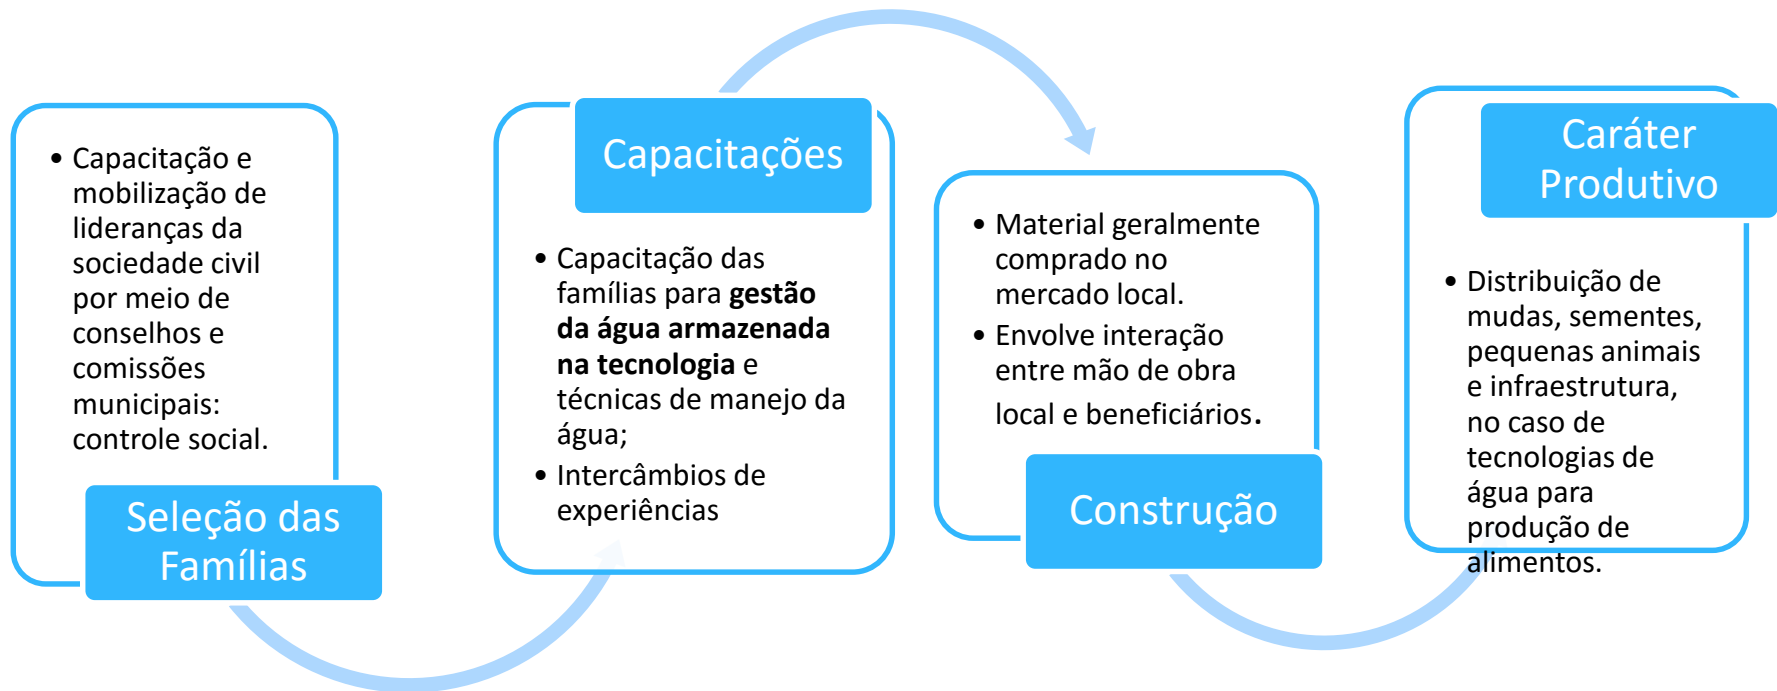 • Capacitação e
mobilização de
lideranças da
sociedade civil
por meio de
conselhos e
comissões
municipais:
controle social.
Seleção das
Famílias
Capacitações
• Capacitação das
famílias para gestão
da água armazenada
na tecnologia e
técnicas de manejo da
água;
• Intercâmbios de
experiências
• Material geralmente
comprado no
mercado local.
• Envolve interação
entre mão de obra
local e beneficiários.
Construção
Caráter
Produtivo
• Distribuição de
mudas, sementes,
pequenas animais
e infraestrutura,
no caso de
tecnologias de
água para
produção de
alimentos.